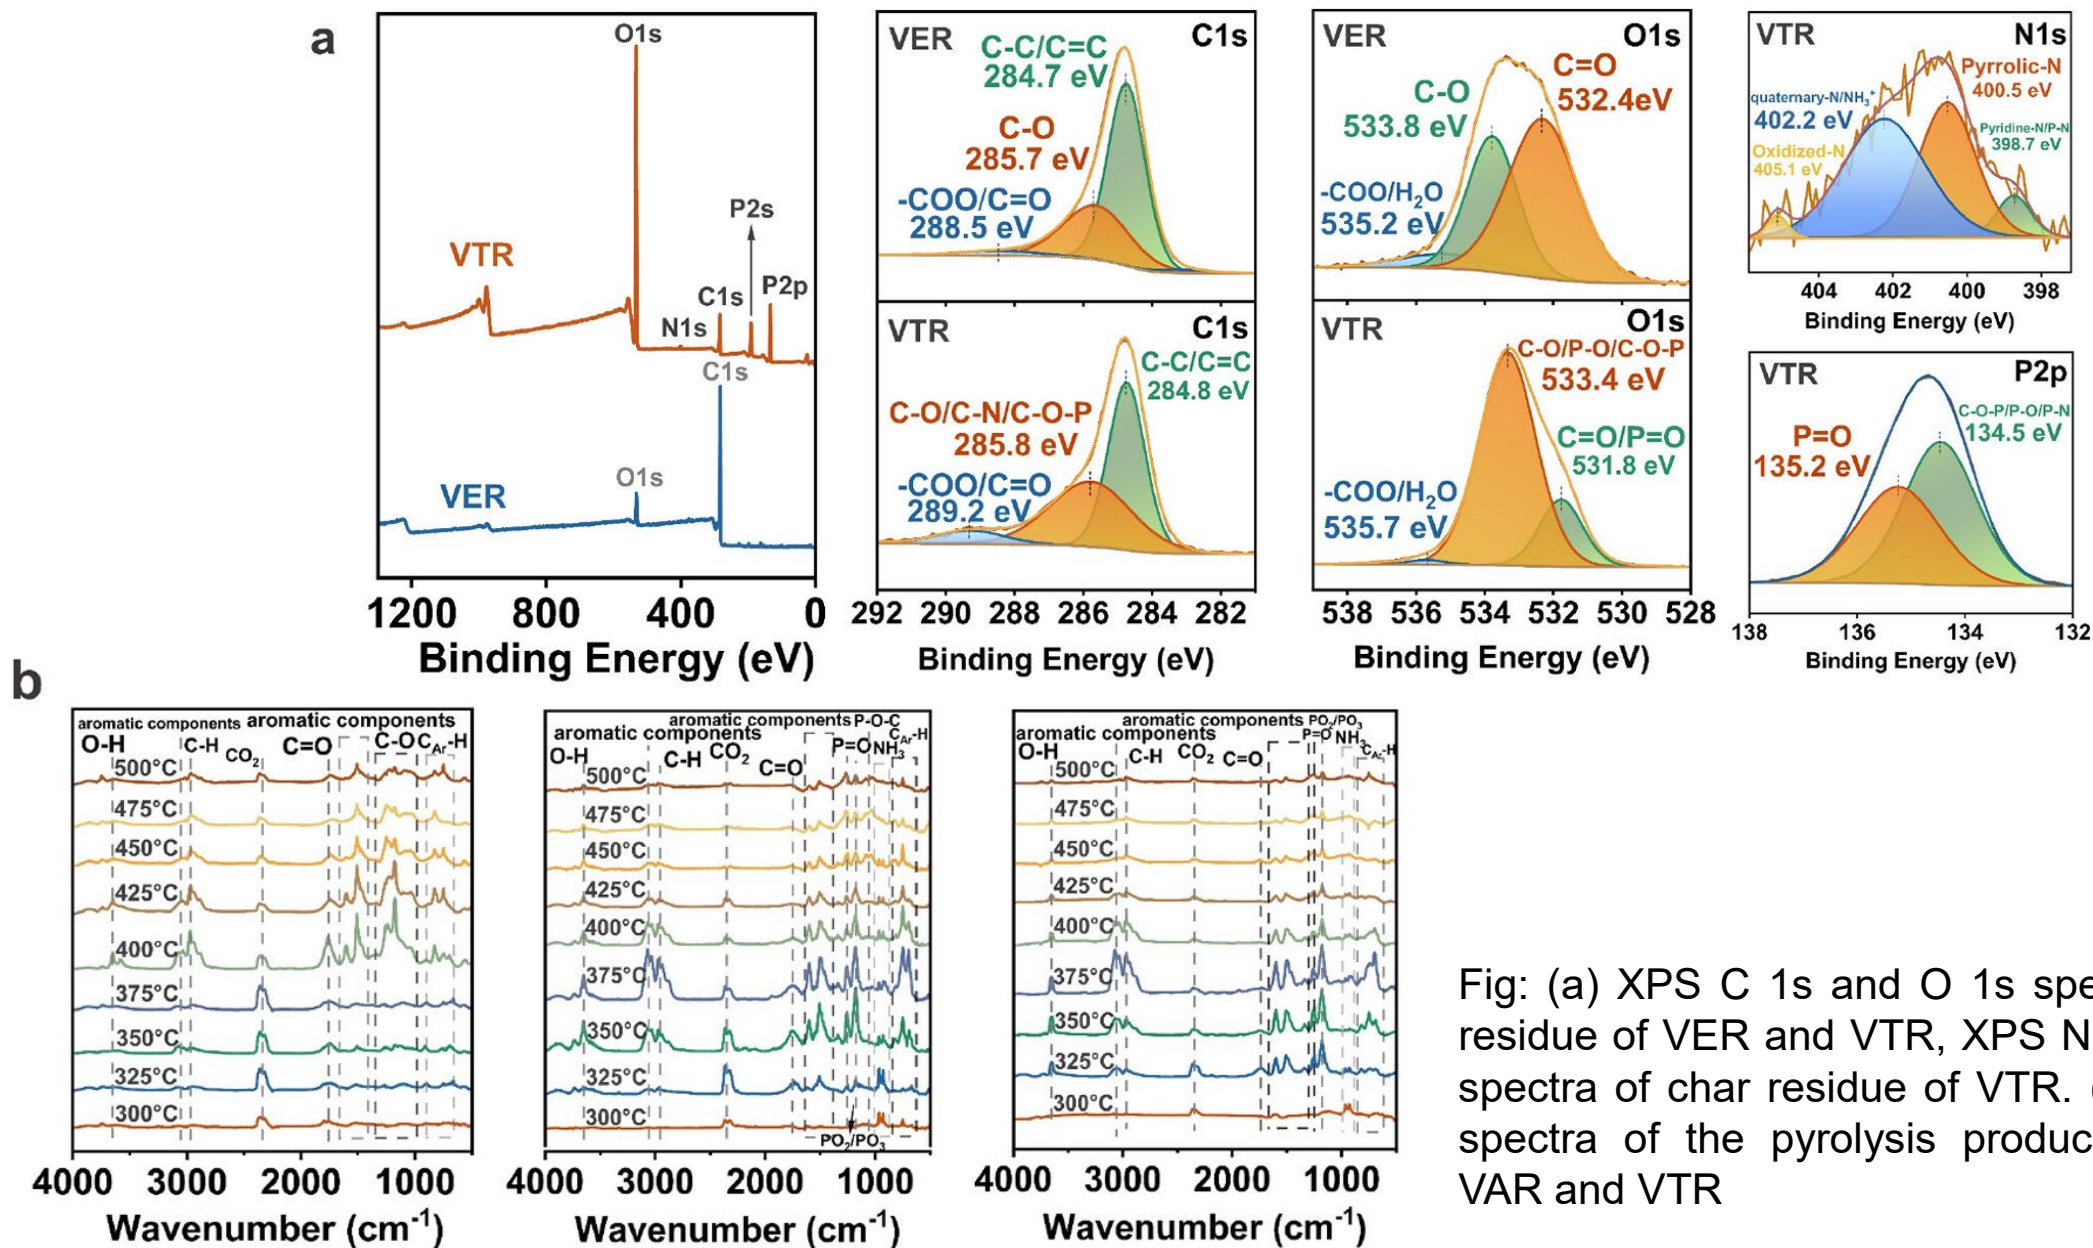 a
O1s
P2s
VTR
C1s
P2p
N1s
C1s
O1s
VER
1200 800 400 0
Binding Energy (eV)
VER C1s
C-C/C=C
284.7 eV
C-O
285.7 eV
-COO/C=O
288.5 eV
VTR C1s
C-C/C=C
284.8 eV
C-O/C-N/C-O-P
285.8 eV
-COO/C=O
289.2 eV
292 290 288 286 284 282
Binding Energy (eV)
VER O1s
C=O
532.4eV
C-O
533.8 eV
-COO/H₂O
535.2 eV
VTR O1s
C-O/P-O/C-O-P
533.4 eV
C=O/P=O
531.8 eV
-COO/H₂O
535.7 eV
538 536 534 532 530 528
Binding Energy (eV)
VTR N1s
Pyrrolic-N
400.5 eV
quaternary-N/NH₃⁺
402.2 eV
Pyridine-N/P-N
398.7 eV
Oxidized-N
405.1 eV
404 402 400 398
Binding Energy (eV)
VTR P2p
C-O-P/P-O/P-N
134.5 eV
P=O
135.2 eV
138 136 134 132
Binding Energy (eV)
b
aromatic components aromatic components
O-H C-H CO₂ C=O C-O C_Ar-H
500°C
475°C
450°C
425°C
400°C
375°C
350°C
325°C
300°C
4000 3000 2000 1000
Wavenumber (cm⁻¹)
aromatic components P-O-C
aromatic components
O-H C-H CO₂ C=O P=O NH₃ C_Ar-H
500°C
475°C
450°C
425°C
400°C
375°C
350°C
325°C
300°C
PO₂/PO₃
4000 3000 2000 1000
Wavenumber (cm⁻¹)
aromatic components PO₂/PO₃
aromatic components P=O NH₃
O-H C-H CO₂ C=O C_Ar-H
500°C
475°C
450°C
425°C
400°C
375°C
350°C
325°C
300°C
4000 3000 2000 1000
Wavenumber (cm⁻¹)
Fig: (a) XPS C 1s and O 1s spe
residue of VER and VTR, XPS N
spectra of char residue of VTR.
spectra of the pyrolysis produc
VAR and VTR